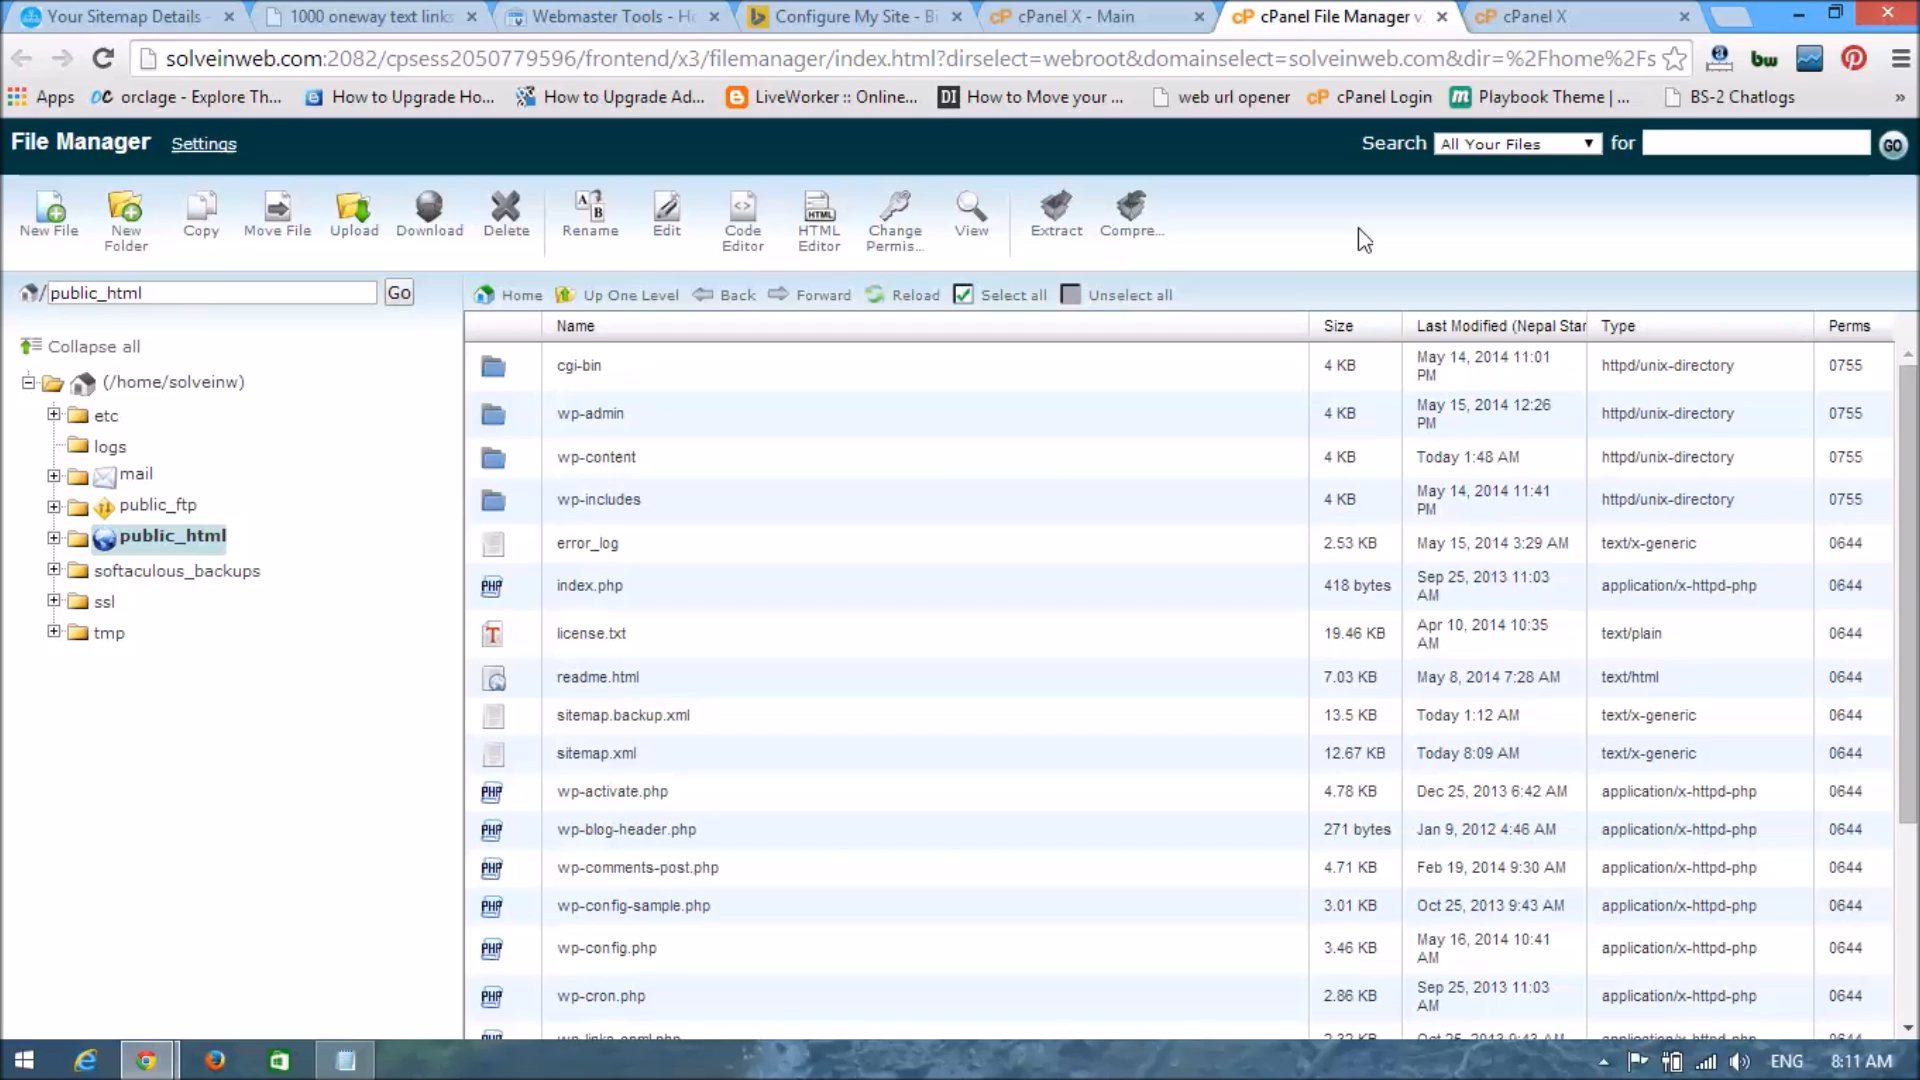 Your Sitemap Details
1000 oneway text links
Webmaster Tools - Ho
Configure My Site - Bi
cPanel X - Main
cPanel File Manager v
cPanel X
solveinweb.com:2082/cpsess2050779596/frontend/x3/filemanager/index.html?dirselect=webroot&domainselect=solveinweb.com&dir=%2Fhome%2Fs
Apps
orclage - Explore Th...
How to Upgrade Ho...
How to Upgrade Ad...
LiveWorker :: Online...
DI How to Move your ...
web url opener
cP cPanel Login
Playbook Theme | ...
BS-2 Chatlogs
»
File Manager Settings
Search All Your Files for GO
New File
New Folder
Copy
Move File
Upload
Download
Delete
Rename
Edit
Code Editor
HTML Editor
Change Permis...
View
Extract
Compre...
/public_html Go
Home Up One Level Back Forward Reload Select all Unselect all
Collapse all
(/home/solveinw)
etc
logs
mail
public_ftp
public_html
softaculous_backups
ssl
tmp
Name Size Last Modified (Nepal Star Type Perms
cgi-bin 4 KB May 14, 2014 11:01 PM httpd/unix-directory 0755
wp-admin 4 KB May 15, 2014 12:26 PM httpd/unix-directory 0755
wp-content 4 KB Today 1:48 AM httpd/unix-directory 0755
wp-includes 4 KB May 14, 2014 11:41 PM httpd/unix-directory 0755
error_log 2.53 KB May 15, 2014 3:29 AM text/x-generic 0644
index.php 418 bytes Sep 25, 2013 11:03 AM application/x-httpd-php 0644
license.txt 19.46 KB Apr 10, 2014 10:35 AM text/plain 0644
readme.html 7.03 KB May 8, 2014 7:28 AM text/html 0644
sitemap.backup.xml 13.5 KB Today 1:12 AM text/x-generic 0644
sitemap.xml 12.67 KB Today 8:09 AM text/x-generic 0644
wp-activate.php 4.78 KB Dec 25, 2013 6:42 AM application/x-httpd-php 0644
wp-blog-header.php 271 bytes Jan 9, 2012 4:46 AM application/x-httpd-php 0644
wp-comments-post.php 4.71 KB Feb 19, 2014 9:30 AM application/x-httpd-php 0644
wp-config-sample.php 3.01 KB Oct 25, 2013 9:43 AM application/x-httpd-php 0644
wp-config.php 3.46 KB May 16, 2014 10:41 AM application/x-httpd-php 0644
wp-cron.php 2.86 KB Sep 25, 2013 11:03 AM application/x-httpd-php 0644
ENG 8:11 AM